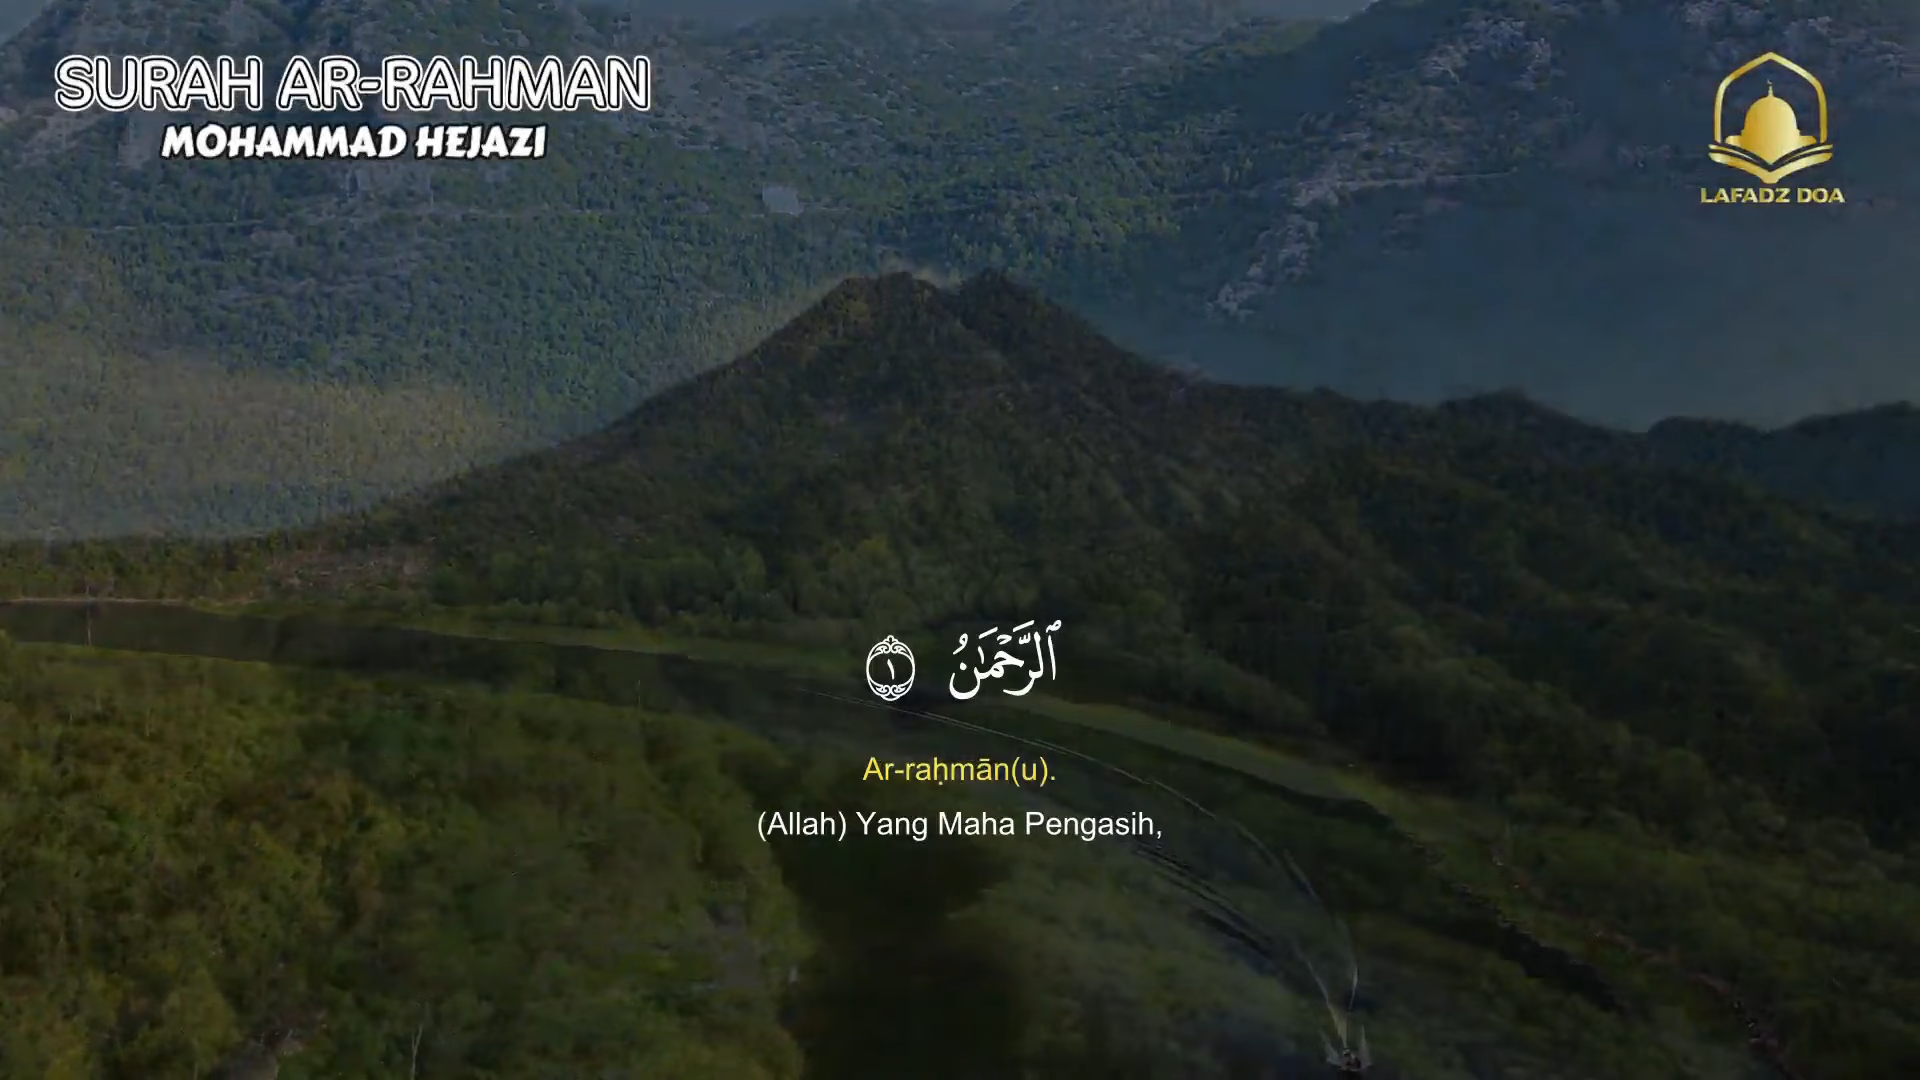 SURAH AR-RAHMAN
MOHAMMAD HEJAZI
LAFADZ DOA
ٱلرَّحْمَـٰنُ ١
Ar-raḥmān(u).
(Allah) Yang Maha Pengasih,